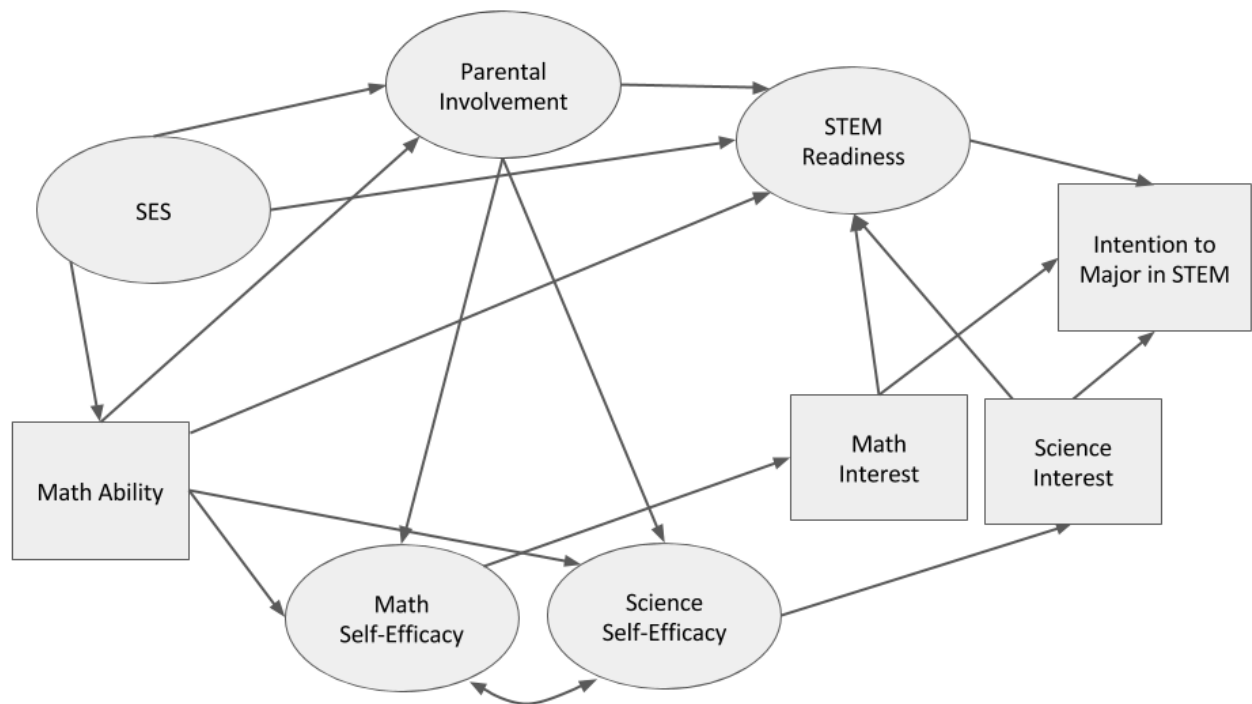 Parental
Involvement
STEM
Readiness
SES
Intention to
Major in STEM
Math Ability
Math
Interest
Science
Interest
Math
Self-Efficacy
Science
Self-Efficacy